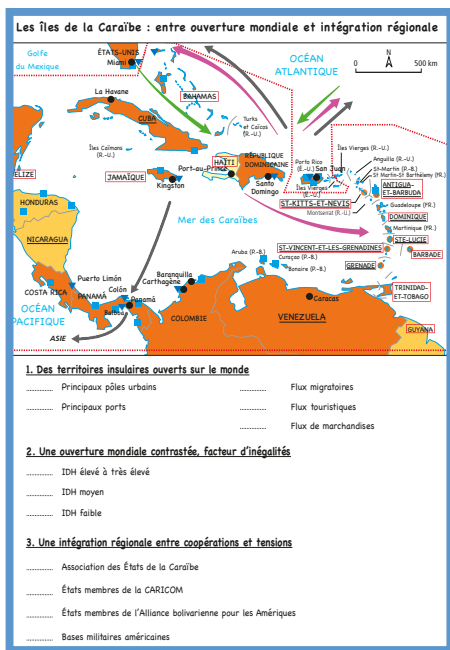 Les îles de la Caraïbe : entre ouverture mondiale et intégration régionale
Golfe
du Mexique
ÉTATS-UNIS
Miami
OCÉAN
ATLANTIQUE
N
0
500 km
La Havane
BAHAMAS
CUBA
Turks
et Caïcos
(R.-U.)
Îles Caïmans
(R.-U.)
HAÏTI
RÉPUBLIQUE
DOMINICAINE
Port-au-Prince
Santo
Domingo
Porto Rico
(É.-U.)
San Juan
Îles Vierges (R.-U.)
Îles Vierges
(É.-U.)
Anguilla (R.-U.)
St-Martin (P.-B.)
St Martin-St Barthélemy (FR.)
ANTIGUA-
ET-BARBUDA
ST-KITTS-ET-NEVIS
Montserrat (R.-U.)
Guadeloupe (FR.)
DOMINIQUE
Martinique (FR.)
STE-LUCIE
ST-VINCENT-ET-LES-GRENADINES
BARBADE
GRENADE
TRINIDAD-
ET-TOBAGO
GUYANA
ELIZE
JAMAÏQUE
Kingston
HONDURAS
NICARAGUA
Mer des Caraïbes
Aruba (P.-B.)
Curaçao (P.-B.)
Bonaire (P.-B.)
Puerto Limón
Colón
COSTA RICA
PANAMÁ
Panamá
Balboa
Baranquilla
Carthagène
COLOMBIE
Caracas
VENEZUELA
OCÉAN
PACIFIQUE
ASIE
1. Des territoires insulaires ouverts sur le monde
............. Principaux pôles urbains ............. Flux migratoires
............. Principaux ports ............. Flux touristiques
............. Flux de marchandises
2. Une ouverture mondiale contrastée, facteur d'inégalités
............. IDH élevé à très élevé
............. IDH moyen
............. IDH faible
3. Une intégration régionale entre coopérations et tensions
............. Association des États de la Caraïbe
............. États membres de la CARICOM
............. États membres de l'Alliance bolivarienne pour les Amériques
............. Bases militaires américaines